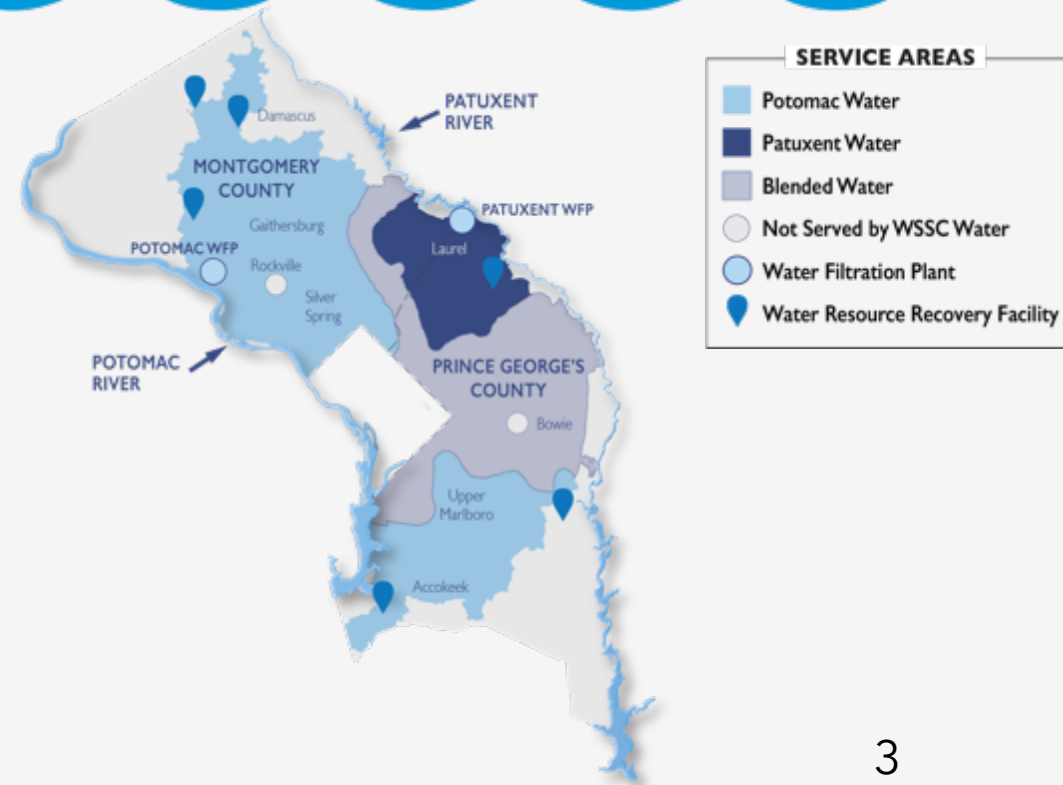 SERVICE AREAS
Potomac Water
Patuxent Water
Blended Water
Not Served by WSSC Water
Water Filtration Plant
Water Resource Recovery Facility
PATUXENT
RIVER
Damascus
MONTGOMERY
COUNTY
PATUXENT WFP
Gaithersburg
POTOMAC WFP
Laurel
Rockville
Silver
Spring
POTOMAC
RIVER
PRINCE GEORGE'S
COUNTY
Bowie
Upper
Marlboro
Accokeek
3